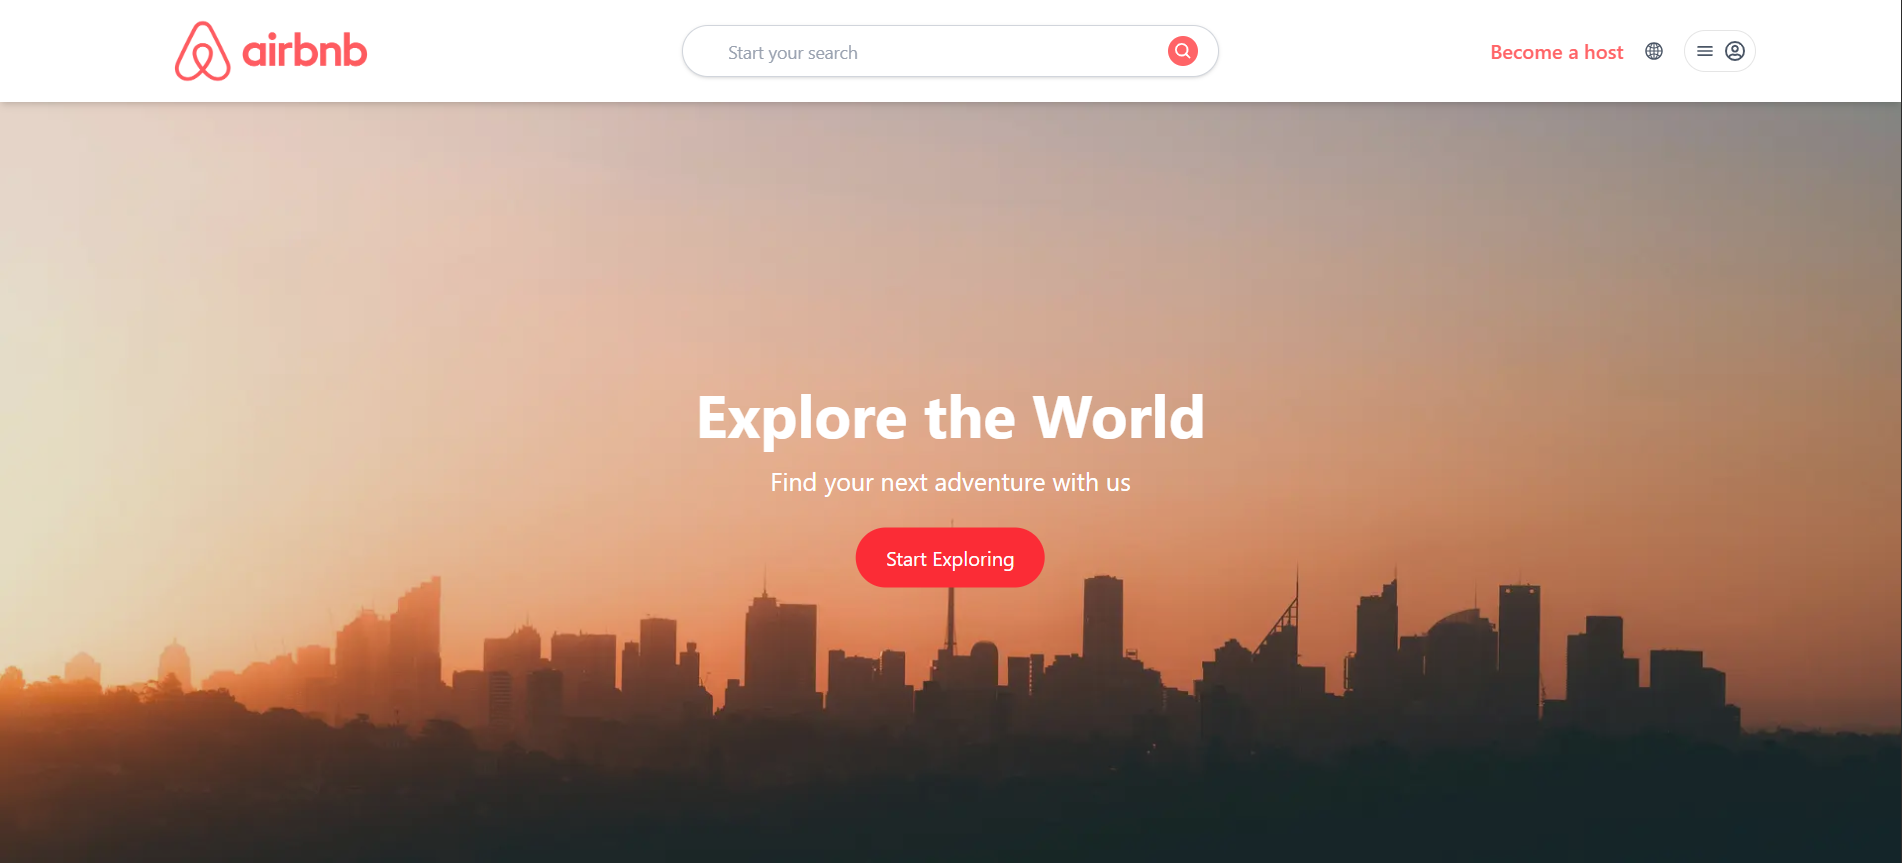 airbnb
Start your search
Become a host
Explore the World
Find your next adventure with us
Start Exploring